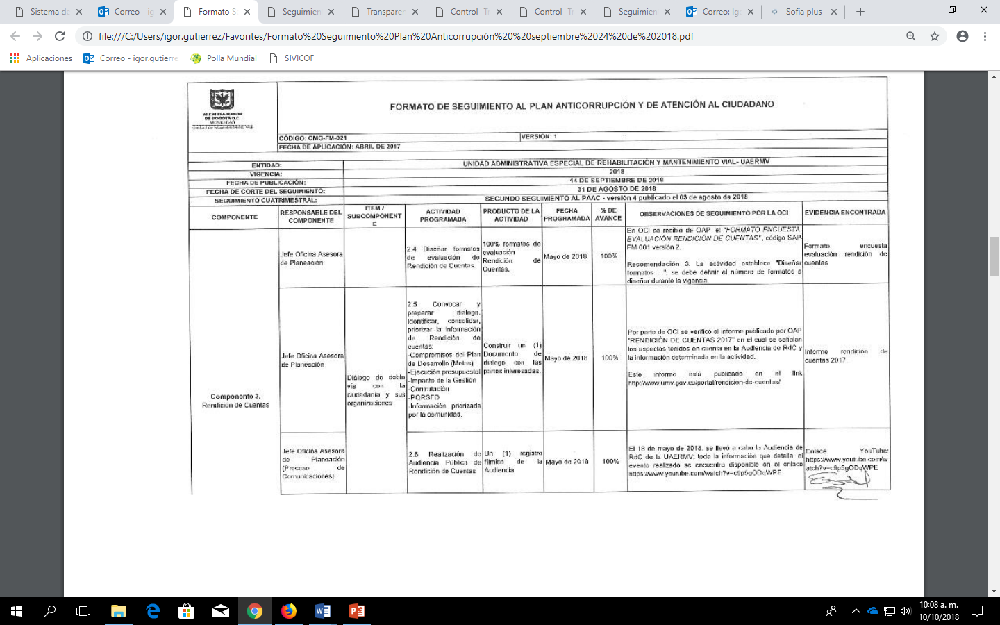 Sistema de
Correo - ig
Formato Se
Seguimien
Transparen
Control -Tr
Control -Tr
Seguimien
Correo: Igo
Sofia plus
file:///C:/Users/igor.gutierrez/Favorites/Formato%20Seguimiento%20Plan%20Anticorrupción%20%20septiembre%2024%20de%202018.pdf
Aplicaciones
Correo - igor.gutierre
Polla Mundial
SIVICOF
DE BOGOTÁ D.C.
MOVILIDAD
FORMATO DE SEGUIMIENTO AL PLAN ANTICORRUPCIÓN Y DE ATENCIÓN AL CIUDADANO
CÓDIGO: CMG-FM-021
VERSIÓN: 1
FECHA DE APLICACIÓN: ABRIL DE 2017
ENTIDAD:
UNIDAD ADMINISTRATIVA ESPECIAL DE REHABILITACIÓN Y MANTENIMIENTO VIAL- UAERMV
VIGENCIA:
2018
FECHA DE PUBLICACIÓN:
14 DE SEPTIEMBRE DE 2018
FECHA DE CORTE DEL SEGUIMIENTO:
31 DE AGOSTO DE 2018
SEGUIMIENTO CUATRIMESTRAL:
SEGUNDO SEGUIMIENTO AL PAAC - versión 4 publicado el 03 de agosto de 2018
COMPONENTE
RESPONSABLE DEL
COMPONENTE
ITEM /
SUBCOMPONENT
E
ACTIVIDAD
PROGRAMADA
PRODUCTO DE LA
ACTIVIDAD
FECHA
PROGRAMADA
% DE
AVANCE
OBSERVACIONES DE SEGUIMIENTO POR LA OCI
EVIDENCIA ENCONTRADA
Componente 3.
Rendición de Cuentas
Jefe Oficina Asesora
de Planeación
2.4 Diseñar formatos
de evaluación de
Rendición de Cuentas.
100% formatos de
evaluación
Rendición de
Cuentas.
Mayo de 2018
100%
En OCI se recibió de OAP el "FORMATO ENCUESTA
EVALUACIÓN RENDICIÓN DE CUENTAS", código SAP-
FM 001 versión 2.
Recomendación 3. La actividad establece "Diseñar
formatos ...", se debe definir el número de formatos a
diseñar durante la vigencia.
Formato encuesta
evaluación rendición de
cuentas
Jefe Oficina Asesora
de Planeación
Diálogo de doble
vía con la
ciudadanía y sus
organizaciones
2.5 Convocar y
preparar diálogo,
Identificar, consolidar,
priorizar la información
de Rendición de
cuentas:
-Compromisos del Plan
de Desarrollo (Metas)
-Ejecución presupuestal
-Impacto de la Gestión
-Contratación
-PQRSFD
-Información priorizada
por la comunidad.
Construir un (1)
Documento de
dialogo con las
partes interesadas.
Mayo de 2018
100%
Por parte de OCI se verificó el informe publicado por OAP
"RENDICIÓN DE CUENTAS 2017" en el cual se señalan
los aspectos tenidos en cuenta en la Audiencia de RdC y
la información determinada en la actividad.
Este informe está publicado en el link
http://www.umv.gov.co/portal/rendicion-de-cuentas/
Informe rendición de
cuentas 2017
Jefe Oficina Asesora
de Planeación
(Proceso de
Comunicaciones)
2.6 Realización de
Audiencia Pública de
Rendición de Cuentas
Un (1) registro
fílmico de la
Audiencia
Mayo de 2018
100%
El 18 de mayo de 2018, se llevó a cabo la Audiencia de
RdC de la UAERMV; toda la información que detalla el
evento realizado se encuentra disponible en el enlace
https://www.youtube.com/watch?v=c9p5gODqWPE
Enlace YouTube:
https://www.youtube.com/w
atch?v=c9p5gODqWPE
10:08 a. m.
10/10/2018